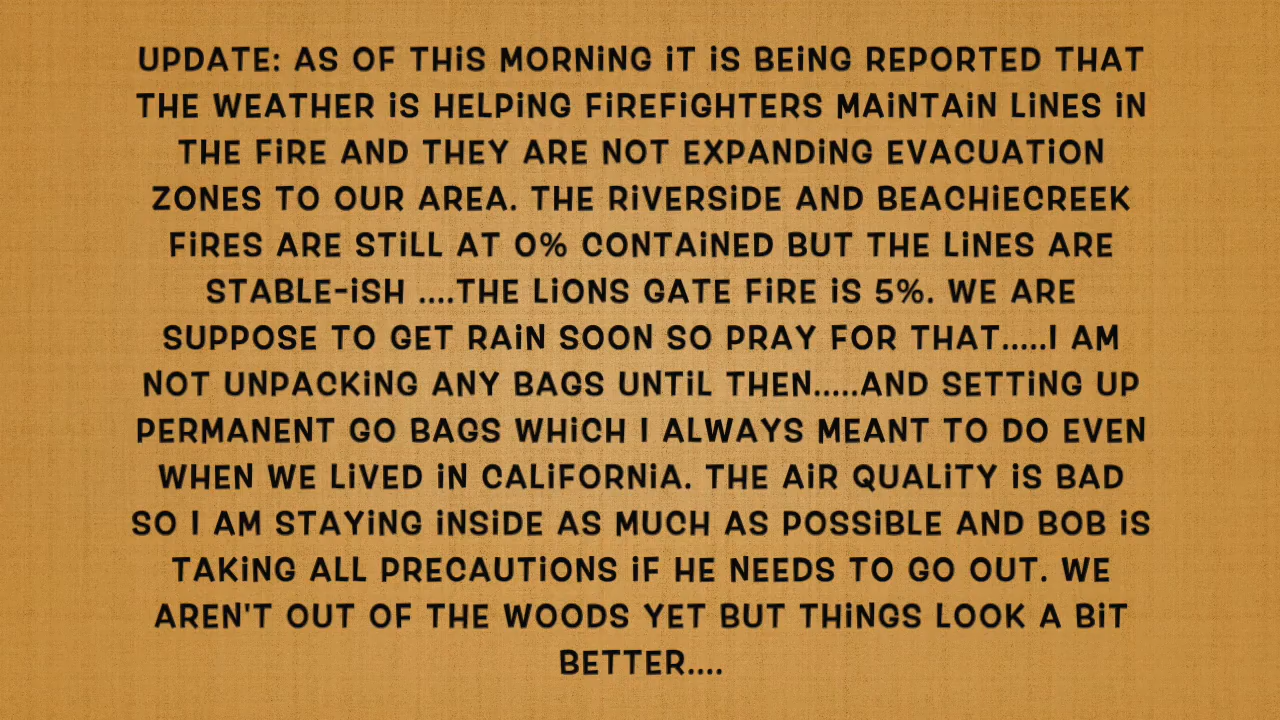 UPDATE: AS OF THiS MORNiNG iT iS BEiNG REPORTED THAT
THE WEATHER iS HELPiNG FiREFiGHTERS MAiNTAiN LiNES iN
THE FiRE AND THEY ARE NOT EXPANDiNG EVACUATiON
ZONES TO OUR AREA. THE RiVERSiDE AND BEACHiECREEK
FiRES ARE STiLL AT 0% CONTAiNED BUT THE LiNES ARE
STABLE-iSH ....THE LiONS GATE FiRE iS 5%. WE ARE
SUPPOSE TO GET RAiN SOON SO PRAY FOR THAT.....I AM
NOT UNPACKiNG ANY BAGS UNTiL THEN.....AND SETTiNG UP
PERMANENT GO BAGS WHiCH I ALWAYS MEANT TO DO EVEN
WHEN WE LiVED iN CALiFORNiA. THE AiR QUALiTY iS BAD
SO I AM STAYiNG iNSiDE AS MUCH AS POSSiBLE AND BOB iS
TAKiNG ALL PRECAUTiONS iF HE NEEDS TO GO OUT. WE
AREN'T OUT OF THE WOODS YET BUT THiNGS LOOK A BiT
BETTER....